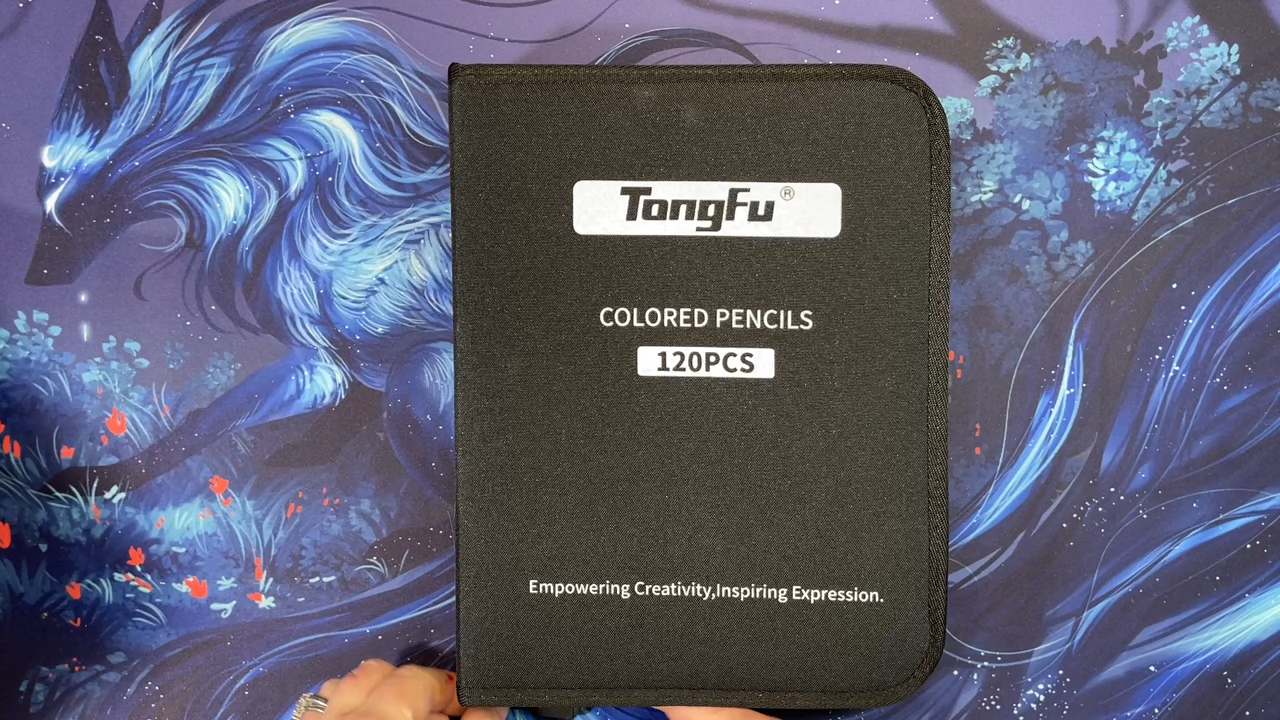 TongFu ®
COLORED PENCILS
120PCS
Empowering Creativity,Inspiring Expression.